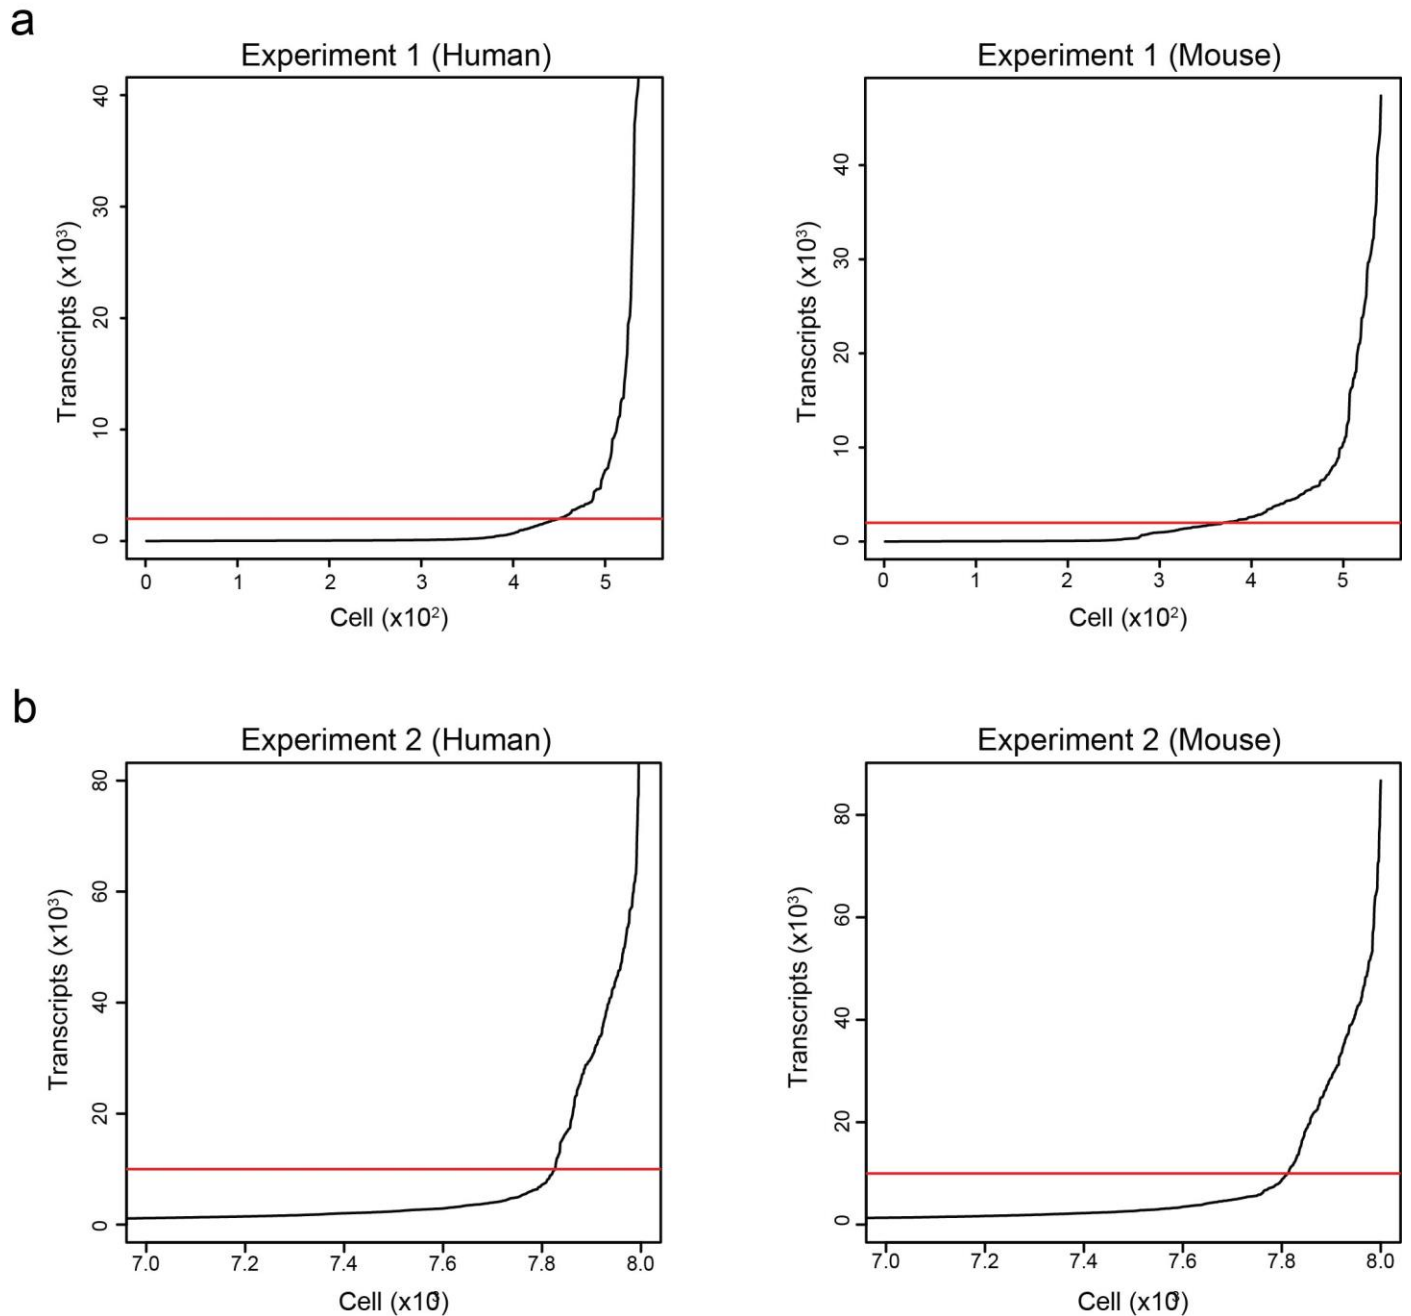 a
Experiment 1 (Human)
Transcripts (x10³)
40
30
20
10
0
0 1 2 3 4 5
Cell (x10²)
Experiment 1 (Mouse)
Transcripts (x10³)
40
30
20
10
0
0 1 2 3 4 5
Cell (x10²)
b
Experiment 2 (Human)
Transcripts (x10³)
80
60
40
20
0
7.0 7.2 7.4 7.6 7.8 8.0
Cell (x10³)
Experiment 2 (Mouse)
Transcripts (x10³)
80
60
40
20
0
7.0 7.2 7.4 7.6 7.8 8.0
Cell (x10³)